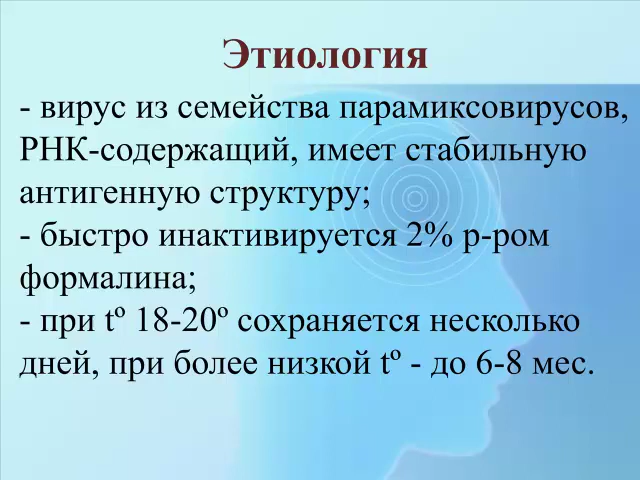 Этиология
- вирус из семейства парамиксовирусов,
РНК-содержащий, имеет стабильную
антигенную структуру;
- быстро инактивируется 2% р-ром
формалина;
- при tº 18-20º сохраняется несколько
дней, при более низкой tº - до 6-8 мес.